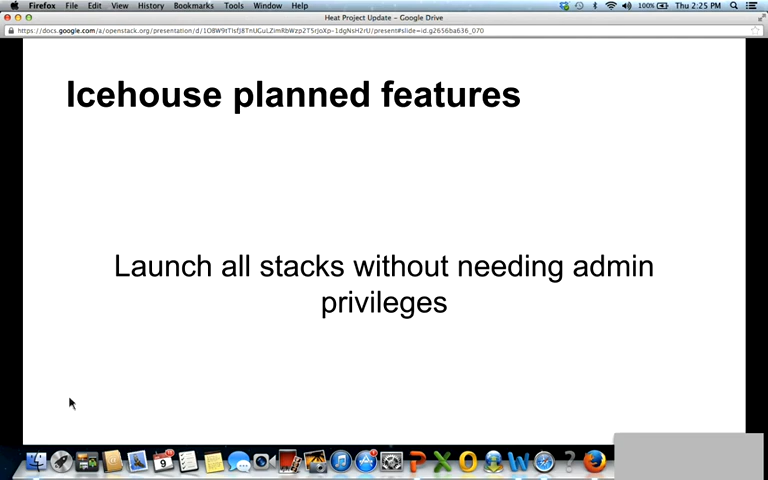 Firefox File Edit View History Bookmarks Tools Window Help 100% Thu 2:25 PM
Heat Project Update - Google Drive
Icehouse planned features
Launch all stacks without needing admin
privileges
9